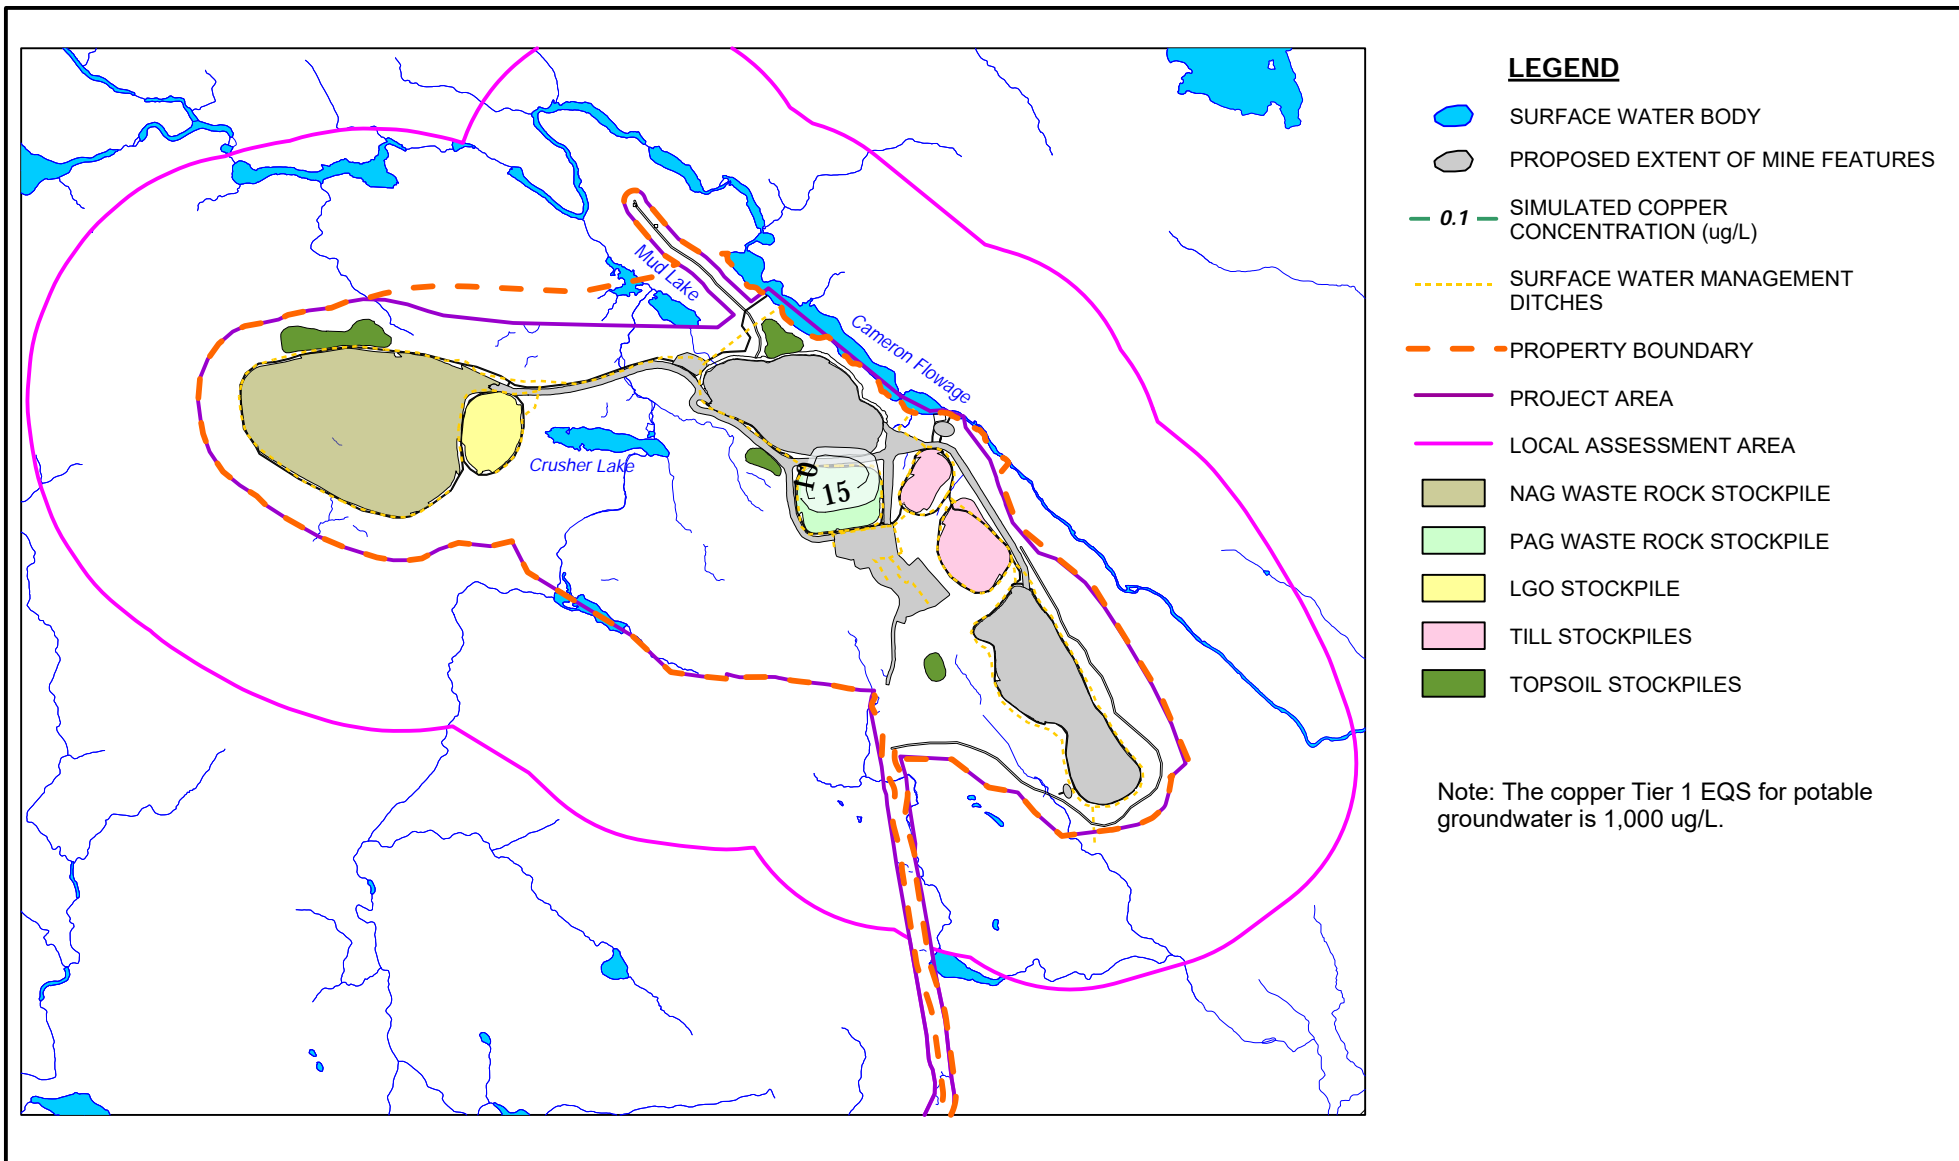 LEGEND
SURFACE WATER BODY
PROPOSED EXTENT OF MINE FEATURES
0.1
SIMULATED COPPER
CONCENTRATION (ug/L)
SURFACE WATER MANAGEMENT
DITCHES
PROPERTY BOUNDARY
PROJECT AREA
LOCAL ASSESSMENT AREA
NAG WASTE ROCK STOCKPILE
PAG WASTE ROCK STOCKPILE
LGO STOCKPILE
TILL STOCKPILES
TOPSOIL STOCKPILES
Note: The copper Tier 1 EQS for potable
groundwater is 1,000 ug/L.
Mud Lake
Cameron Flowage
Crusher Lake
10
15